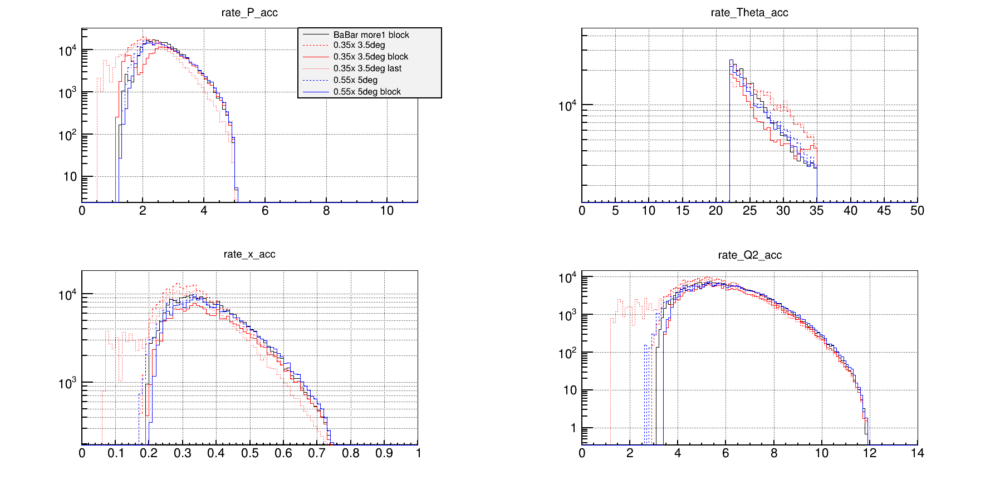 rate_P_acc
BaBar more1 block
0.35x 3.5deg
0.35x 3.5deg block
0.35x 3.5deg last
0.55x 5deg
0.55x 5deg block
10⁴
10³
10²
10
0 2 4 6 8 10
rate_Theta_acc
10⁴
0 5 10 15 20 25 30 35 40 45 50
rate_x_acc
10⁴
10³
0 0.1 0.2 0.3 0.4 0.5 0.6 0.7 0.8 0.9 1
rate_Q2_acc
10⁴
10³
10²
10
1
0 2 4 6 8 10 12 14